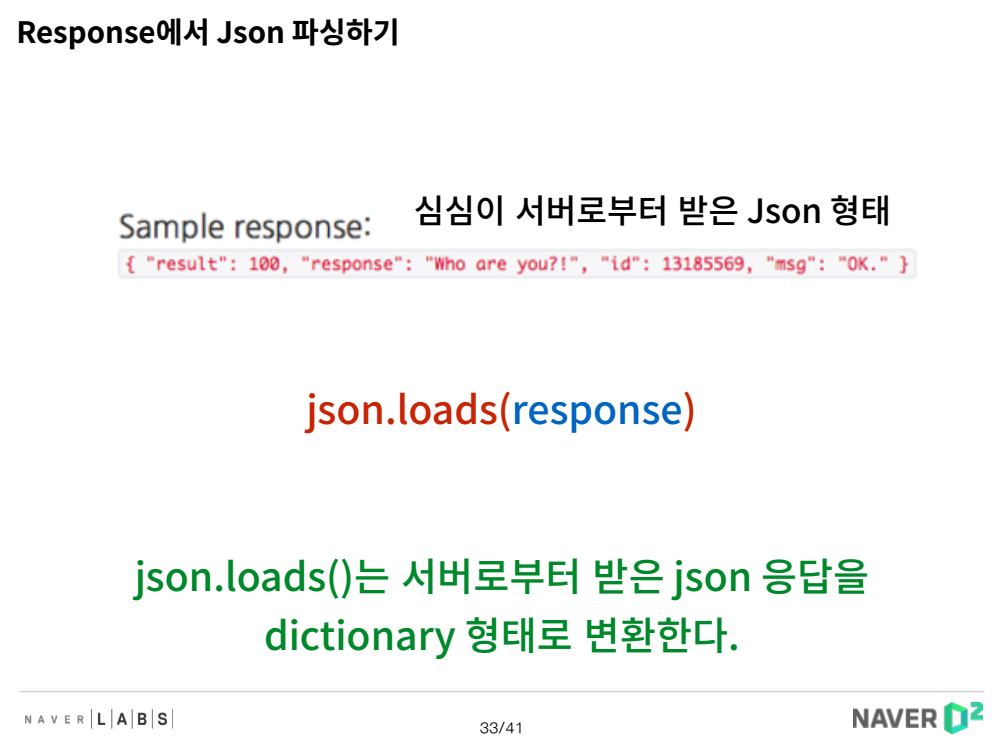 Response에서 Json 파싱하기
심심이 서버로부터 받은 Json 형태
Sample response:
{ "result": 100, "response": "Who are you?!", "id": 13185569, "msg": "OK." }
json.loads(response)
json.loads()는 서버로부터 받은 json 응답을
dictionary 형태로 변환한다.
NAVER LABS
33/41
NAVER D2